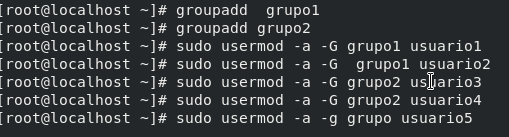 [root@localhost ~]# groupadd  grupo1
[root@localhost ~]# groupadd grupo2
[root@localhost ~]# sudo usermod -a -G grupo1 usuario1
[root@localhost ~]# sudo usermod -a -G  grupo1 usuario2
[root@localhost ~]# sudo usermod -a -G grupo2 usuario3
[root@localhost ~]# sudo usermod -a -G grupo2 usuario4
[root@localhost ~]# sudo usermod -a -g grupo usuario5